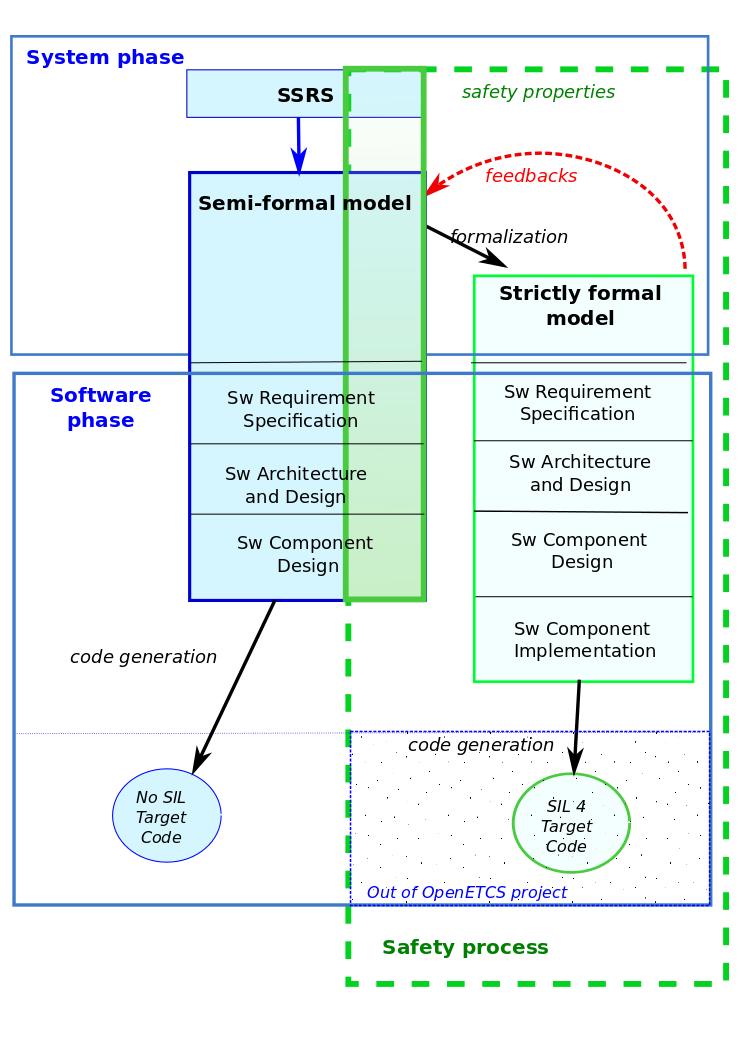 System phase
SSRS
safety properties
feedbacks
Semi-formal model
formalization
Strictly formal
model
Software
phase
Sw Requirement
Specification
Sw Architecture
and Design
Sw Component
Design
Sw Requirement
Specification
Sw Architecture
and Design
Sw Component
Design
Sw Component
Implementation
code generation
code generation
No SIL
Target
Code
SIL 4
Target
Code
Out of OpenETCS project
Safety process